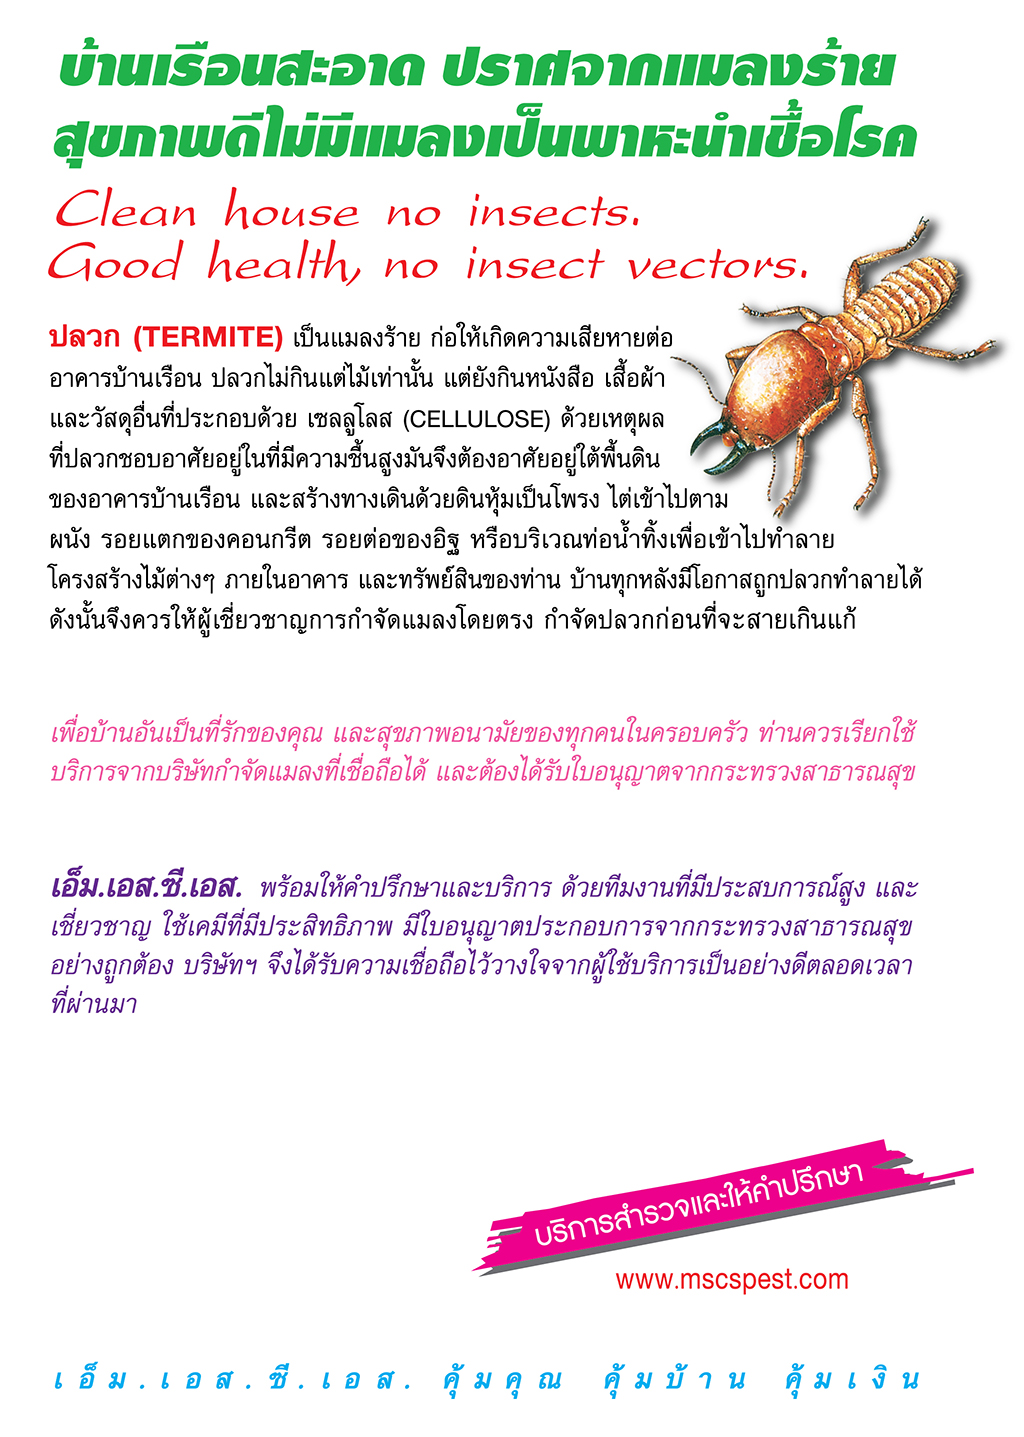 บ้านเรือนสะอาด ปราศจากแมลงร้าย
สุขภาพดีไม่มีแมลงเป็นพาหะนำเชื้อโรค
Clean house no insects.
Good health, no insect vectors.
ปลวก (TERMITE) เป็นแมลงร้าย ก่อให้เกิดความเสียหายต่อ
อาคารบ้านเรือน ปลวกไม่กินแต่ไม้เท่านั้น แต่ยังกินหนังสือ เสื้อผ้า
และวัสดุอื่นที่ประกอบด้วย เซลลูโลส (CELLULOSE) ด้วยเหตุผล
ที่ปลวกชอบอาศัยอยู่ในที่มีความชื้นสูงมันจึงต้องอาศัยอยู่ใต้พื้นดิน
ของอาคารบ้านเรือน และสร้างทางเดินด้วยดินหุ้มเป็นโพรง ไต่เข้าไปตาม
ผนัง รอยแตกของคอนกรีต รอยต่อของอิฐ หรือบริเวณท่อน้ำทิ้งเพื่อเข้าไปทำลาย
โครงสร้างไม้ต่างๆ ภายในอาคาร และทรัพย์สินของท่าน บ้านทุกหลังมีโอกาสถูกปลวกทำลายได้
ดังนั้นจึงควรให้ผู้เชี่ยวชาญการกำจัดแมลงโดยตรง กำจัดปลวกก่อนที่จะสายเกินแก้
เพื่อบ้านอันเป็นที่รักของคุณ และสุขภาพอนามัยของทุกคนในครอบครัว ท่านควรเรียกใช้
บริการจากบริษัทกำจัดแมลงที่เชื่อถือได้ และต้องได้รับใบอนุญาตจากกระทรวงสาธารณสุข
เอ็ม.เอส.ซี.เอส. พร้อมให้คำปรึกษาและบริการ ด้วยทีมงานที่มีประสบการณ์สูง และ
เชี่ยวชาญ ใช้เคมีที่มีประสิทธิภาพ มีใบอนุญาตประกอบการจากกระทรวงสาธารณสุข
อย่างถูกต้อง บริษัทฯ จึงได้รับความเชื่อถือไว้วางใจจากผู้ใช้บริการเป็นอย่างดีตลอดเวลา
ที่ผ่านมา
บริการสำรวจและให้คำปรึกษา
www.mscspest.com
เอ็ม.เอส.ซี.เอส. คุ้มคุณ คุ้มบ้าน คุ้มเงิน